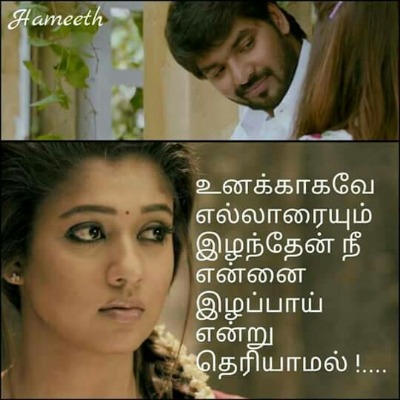 Hameeth
உனக்காகவே
எல்லாரையும்
இழந்தேன் நீ
என்னை
இழப்பாய்
என்று
தெரியாமல் !....